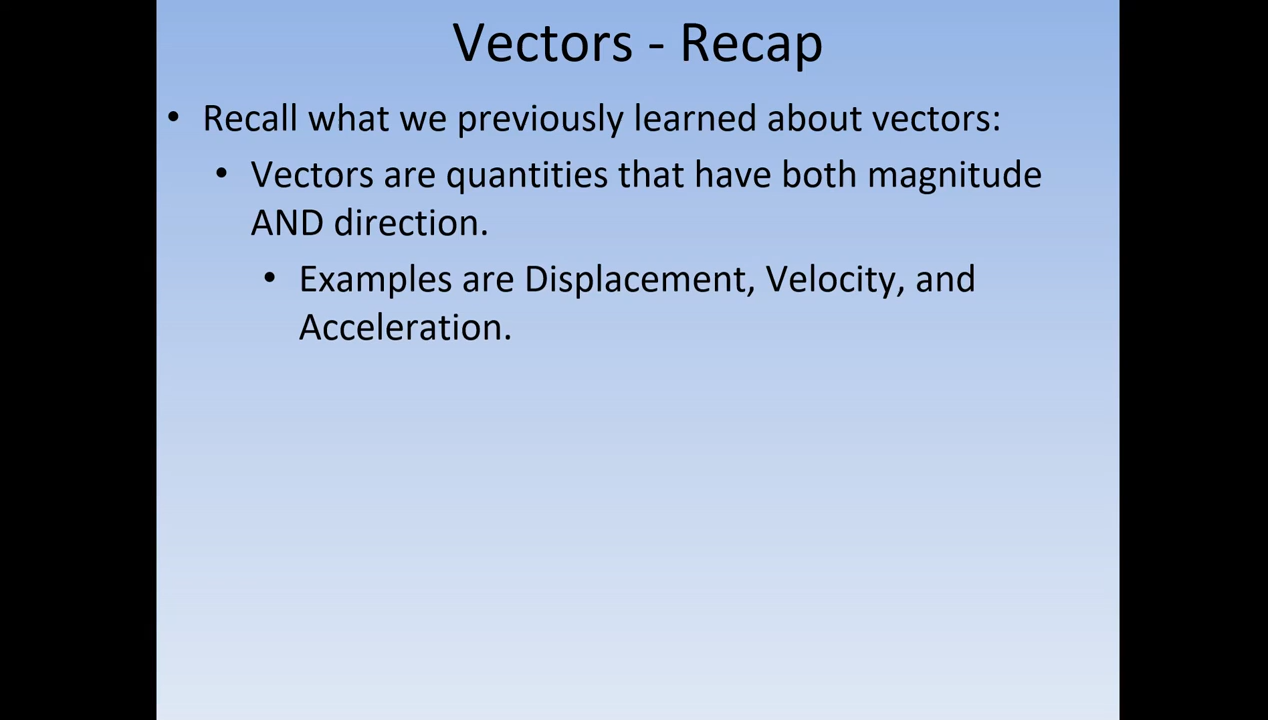 Vectors - Recap
• Recall what we previously learned about vectors:
• Vectors are quantities that have both magnitude
AND direction.
• Examples are Displacement, Velocity, and
Acceleration.